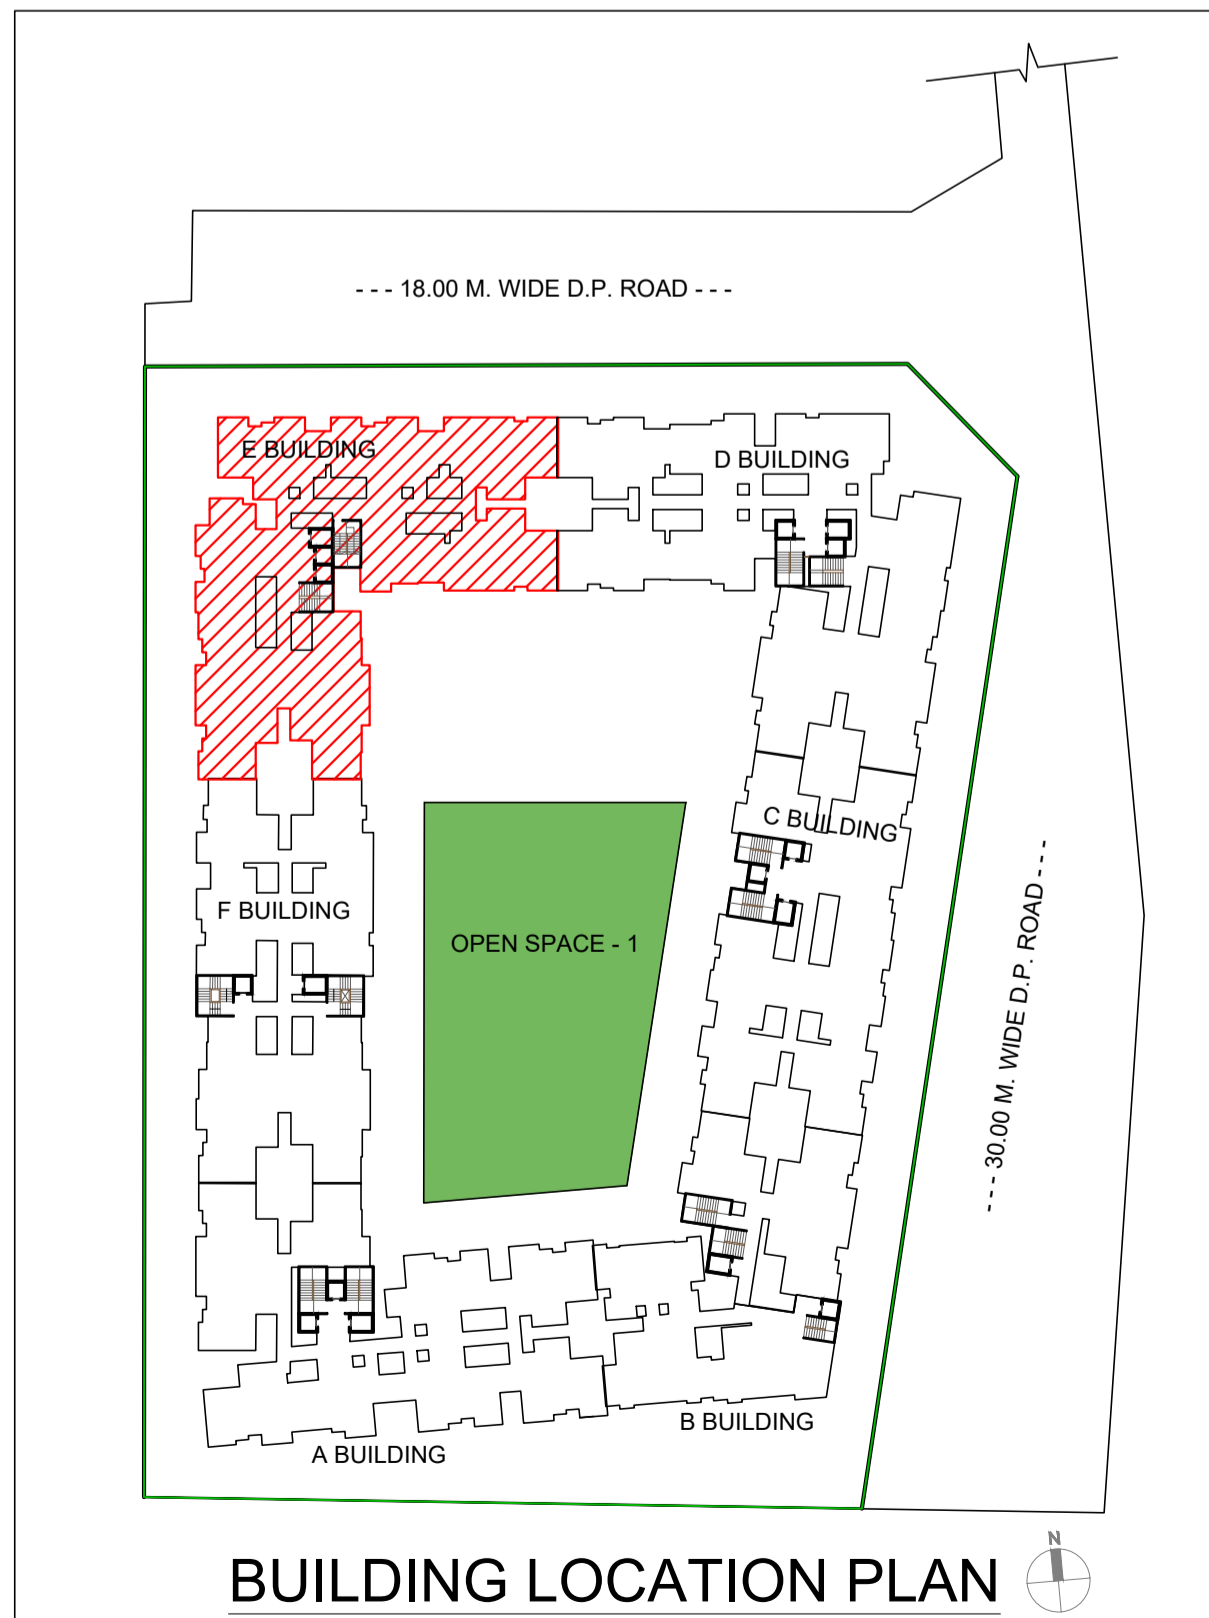 --- 18.00 M. WIDE D.P. ROAD ---
E BUILDING
D BUILDING
C BUILDING
F BUILDING
OPEN SPACE - 1
--- 30.00 M. WIDE D.P. ROAD ---
B BUILDING
A BUILDING
N
BUILDING LOCATION PLAN